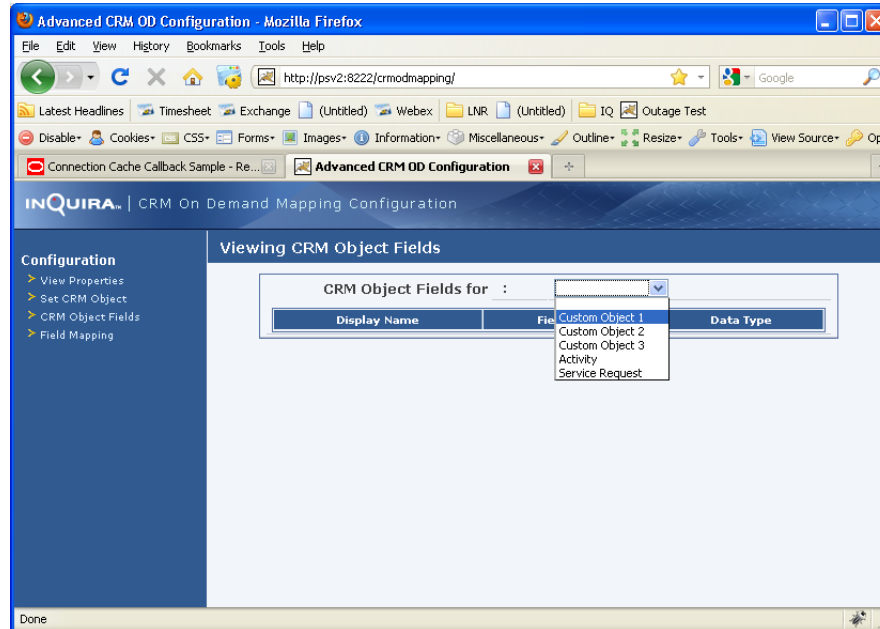 Advanced CRM OD Configuration - Mozilla Firefox
File Edit View History Bookmarks Tools Help
http://psv2:8222/crmodmapping/ Google
Latest Headlines Timesheet Exchange (Untitled) Webex LNR (Untitled) IQ Outage Test
Disable Cookies CSS Forms Images Information Miscellaneous Outline Resize Tools View Source Op
Connection Cache Callback Sample - Re... Advanced CRM OD Configuration
INQUIRA™ | CRM On Demand Mapping Configuration
Configuration
View Properties
Set CRM Object
CRM Object Fields
Field Mapping
Viewing CRM Object Fields
CRM Object Fields for :
Display Name Fie Data Type
Custom Object 1
Custom Object 2
Custom Object 3
Activity
Service Request
Done